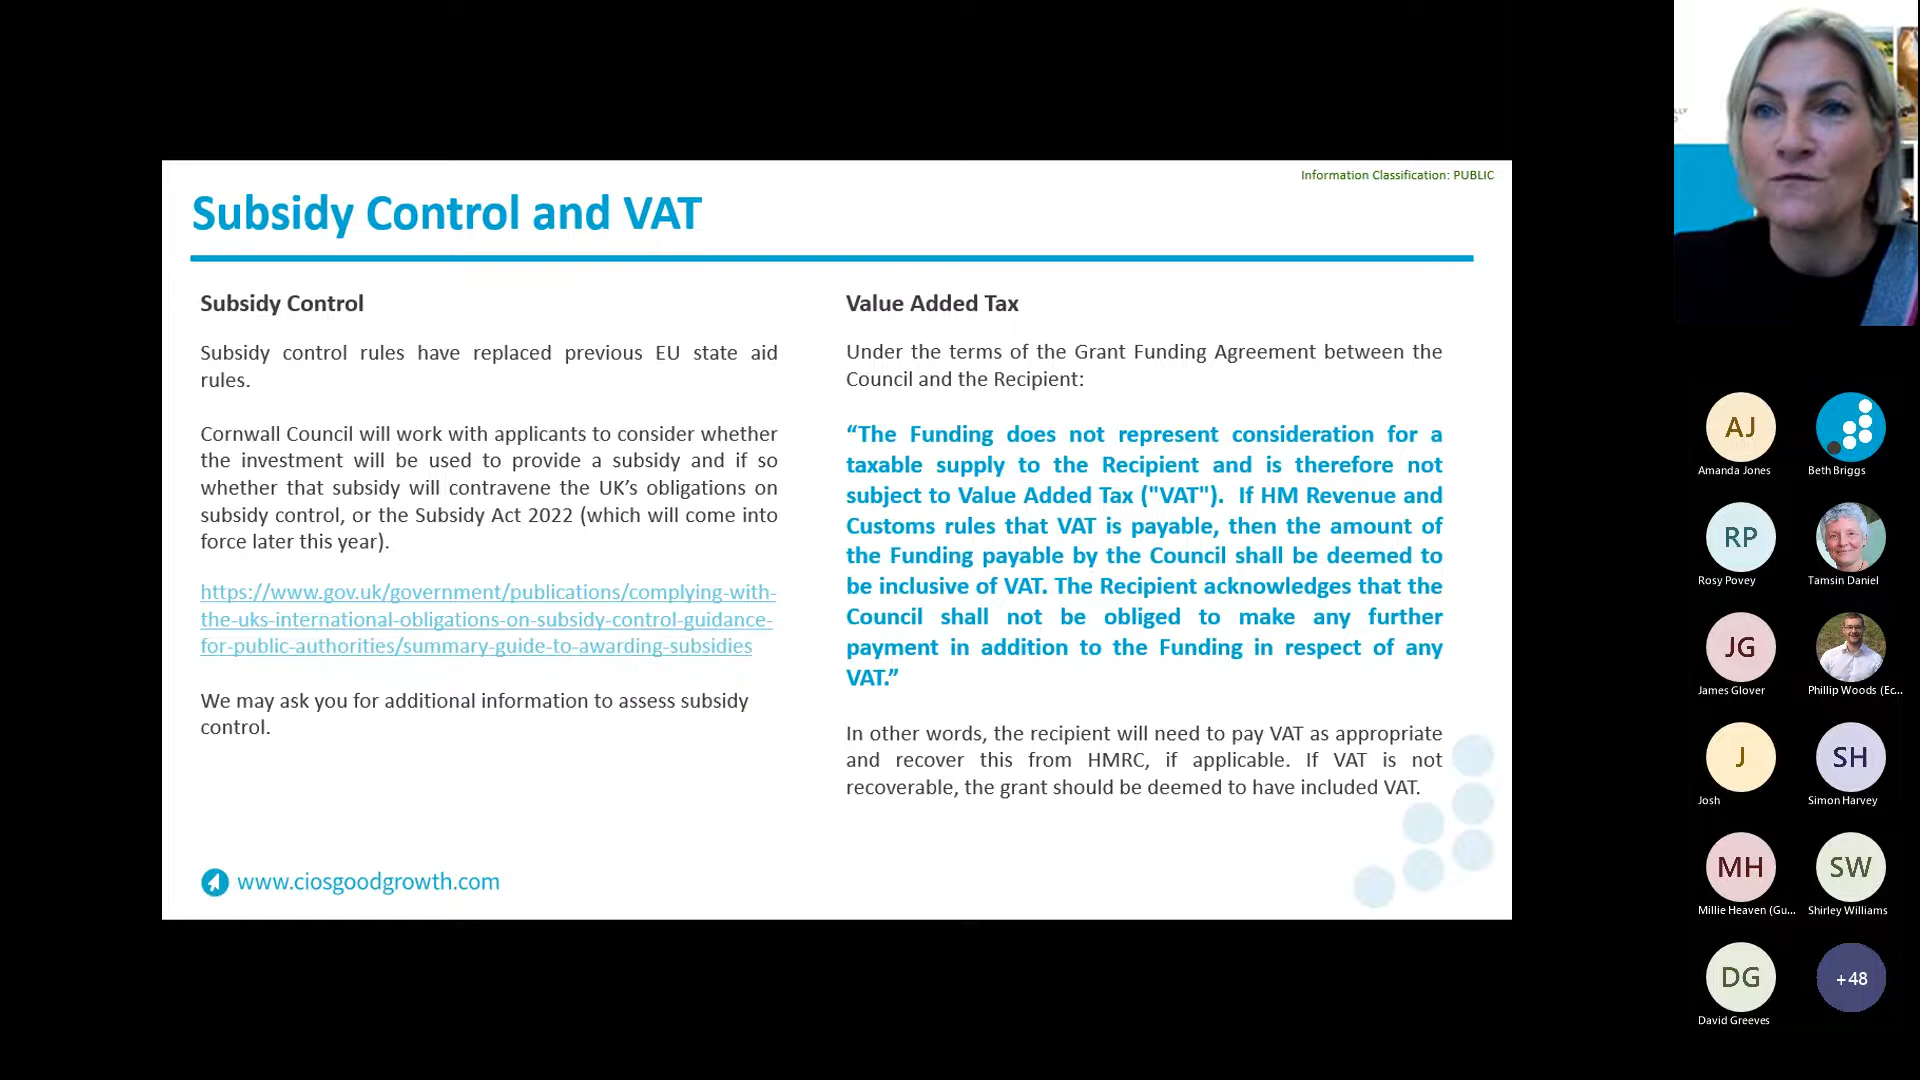 Information Classification: PUBLIC
Subsidy Control and VAT
Subsidy Control
Subsidy control rules have replaced previous EU state aid
rules.
Cornwall Council will work with applicants to consider whether
the investment will be used to provide a subsidy and if so
whether that subsidy will contravene the UK’s obligations on
subsidy control, or the Subsidy Act 2022 (which will come into
force later this year).
https://www.gov.uk/government/publications/complying-with-
the-uks-international-obligations-on-subsidy-control-guidance-
for-public-authorities/summary-guide-to-awarding-subsidies
We may ask you for additional information to assess subsidy
control.
www.ciosgoodgrowth.com
Value Added Tax
Under the terms of the Grant Funding Agreement between the
Council and the Recipient:
“The Funding does not represent consideration for a
taxable supply to the Recipient and is therefore not
subject to Value Added Tax ("VAT"). If HM Revenue and
Customs rules that VAT is payable, then the amount of
the Funding payable by the Council shall be deemed to
be inclusive of VAT. The Recipient acknowledges that the
Council shall not be obliged to make any further
payment in addition to the Funding in respect of any
VAT.”
In other words, the recipient will need to pay VAT as appropriate
and recover this from HMRC, if applicable. If VAT is not
recoverable, the grant should be deemed to have included VAT.
AJ
Amanda Jones
Beth Briggs
RP
Rosy Povey
Tamsin Daniel
JG
James Glover
Phillip Woods (Ec...
J
Josh
SH
Simon Harvey
MH
Millie Heaven (Gu...
SW
Shirley Williams
DG
David Greeves
+48